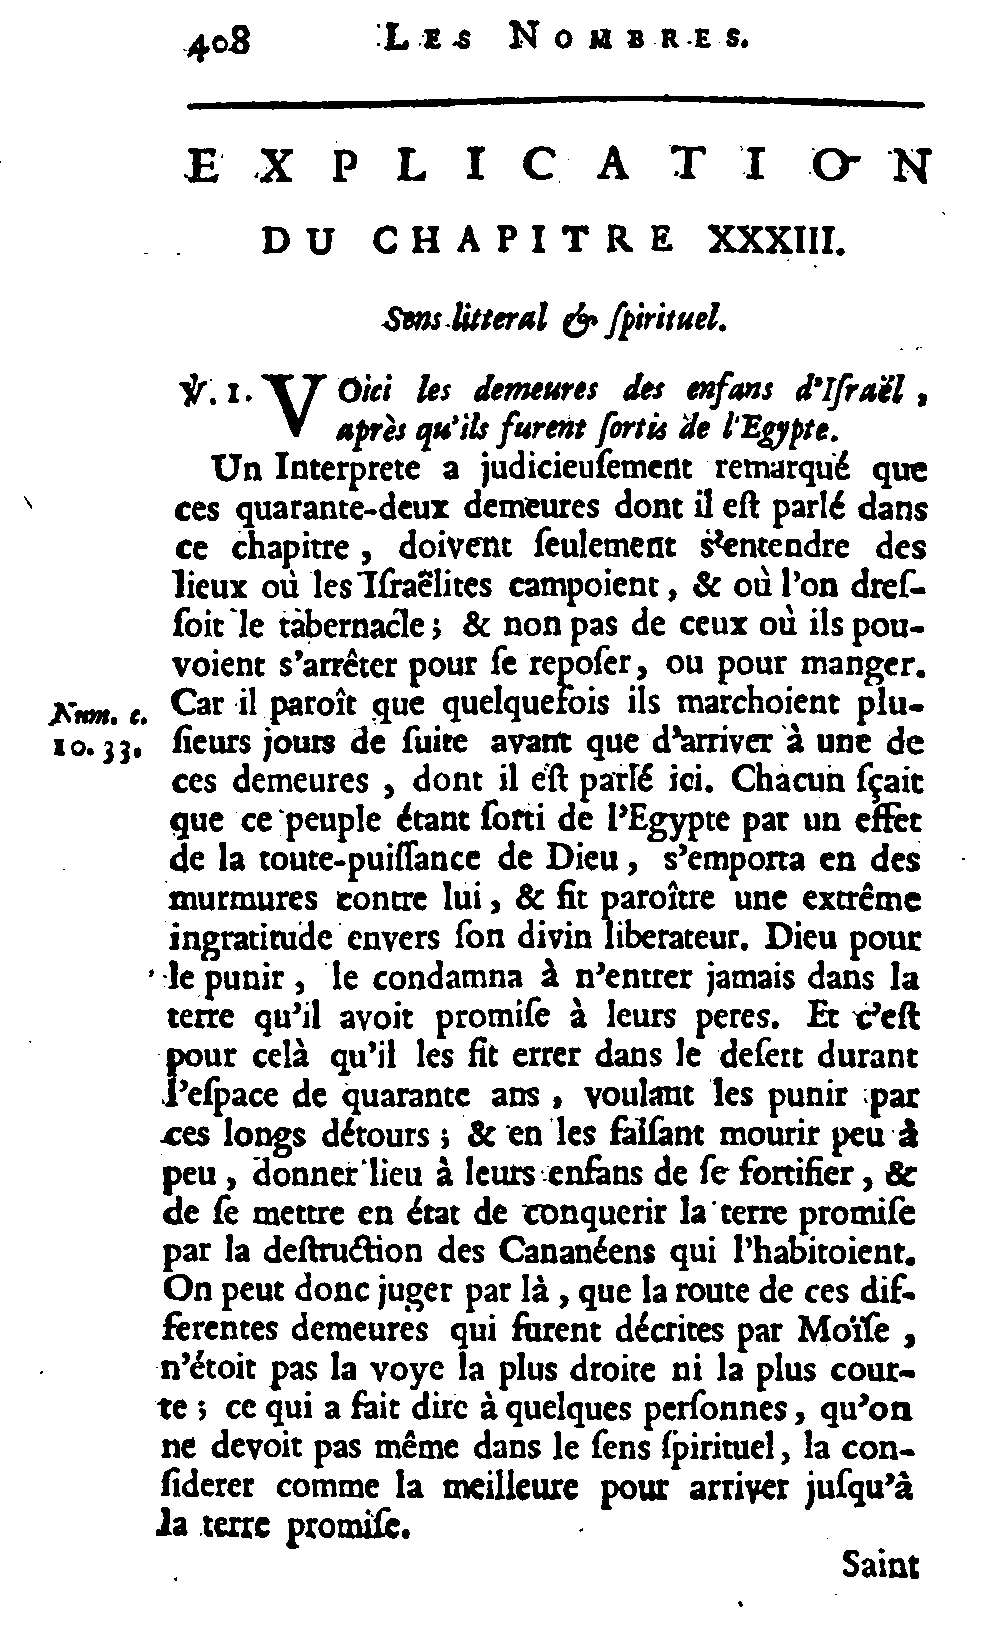 408 LES NOMBRES.
EXPLICATION
DU CHAPITRE XXXIII.
Sens litteral & ſpirituel.
℣. 1. VOici les demeures des enfans d'Iſraël,
après qu'ils furent ſortis de l'Egypte.
Un Interprete a judicieuſement remarqué que
ces quarante-deux demeures dont il eſt parlé dans
ce chapitre, doivent ſeulement s'entendre des
lieux où les Iſraëlites campoient, & où l'on dreſ-
ſoit le tabernacle; & non pas de ceux où ils pou-
voient s'arrêter pour ſe repoſer, ou pour manger.
Car il paroît que quelquefois ils marchoient plu-
Num. c.
10. 33.
ſieurs jours de ſuite avant que d'arriver à une de
ces demeures, dont il eſt parlé ici. Chacun ſçait
que ce peuple étant ſorti de l'Egypte par un effet
de la toute-puiſſance de Dieu, s'emporta en des
murmures contre lui, & fit paroître une extrême
ingratitude envers ſon divin liberateur. Dieu pour
le punir, le condamna à n'entrer jamais dans la
terre qu'il avoit promiſe à leurs peres. Et c'eſt
pour celà qu'il les fit errer dans le deſert durant
l'eſpace de quarante ans, voulant les punir par
ces longs détours; & en les faiſant mourir peu à
peu, donner lieu à leurs enfans de ſe fortifier, &
de ſe mettre en état de conquerir la terre promiſe
par la deſtruction des Cananéens qui l'habitoient.
On peut donc juger par là, que la route de ces dif-
ferentes demeures qui furent décrites par Moïſe,
n'étoit pas la voye la plus droite ni la plus cour-
te; ce qui a fait dire à quelques perſonnes, qu'on
ne devoit pas même dans le ſens ſpirituel, la con-
ſiderer comme la meilleure pour arriver juſqu'à
la terre promiſe.
Saint